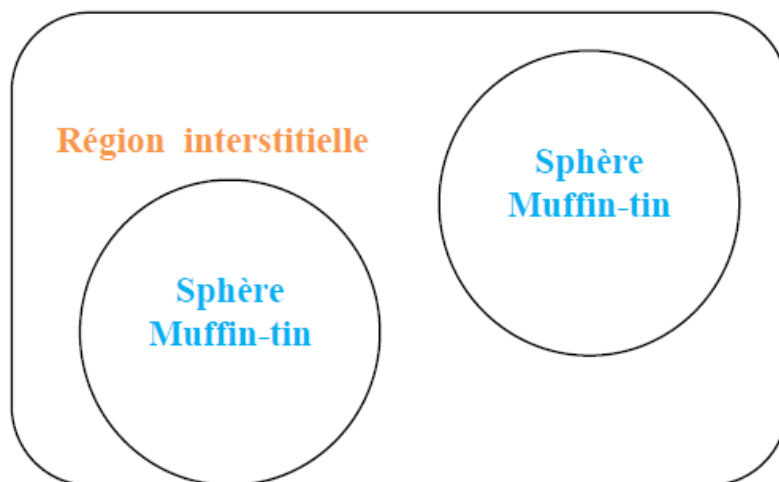 Région interstitielle
Sphère
Muffin-tin
Sphère
Muffin-tin